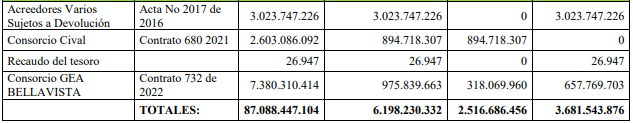 Acreedores Varios Sujetos a Devolución Acta No 2017 de 2016 3.023.747.226 3.023.747.226 0 3.023.747.226
Consorcio Cival Contrato 680 2021 2.603.086.092 894.718.307 894.718.307 0
Recaudo del tesoro 26.947 26.947 0 26.947
Consorcio GEA BELLAVISTA Contrato 732 de 2022 7.380.310.414 975.839.663 318.069.960 657.769.703
TOTALES: 87.088.447.104 6.198.230.332 2.516.686.456 3.681.543.876